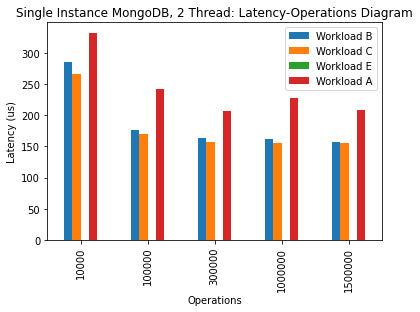 Single Instance MongoDB, 2 Thread: Latency-Operations Diagram
Workload B
Workload C
Workload E
Workload A
Latency (us)
300
250
200
150
100
50
0
10000
100000
300000
1000000
1500000
Operations